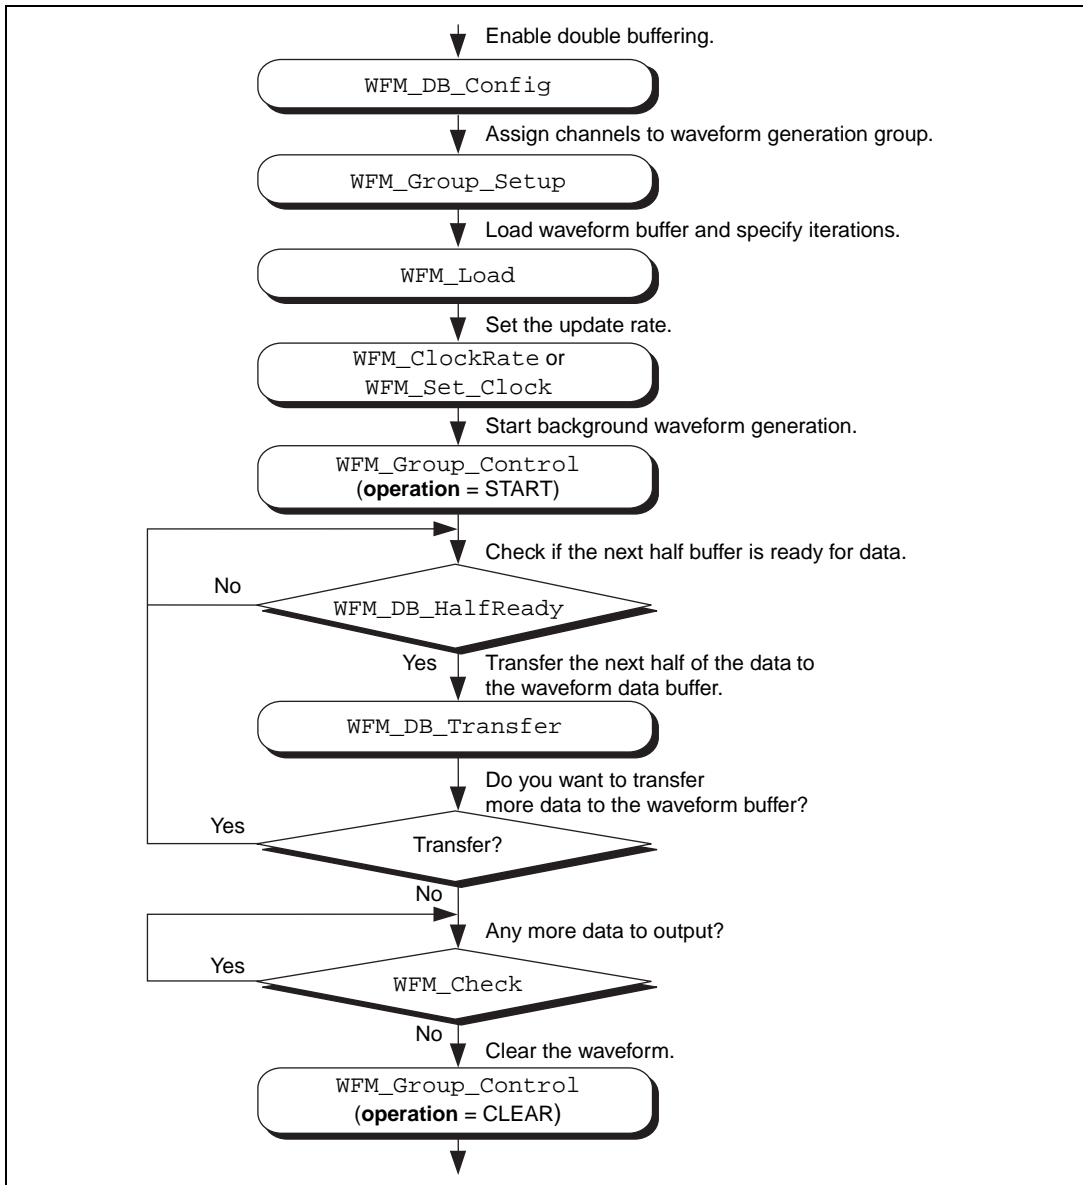 Enable double buffering.
WFM_DB_Config
Assign channels to waveform generation group.
WFM_Group_Setup
Load waveform buffer and specify iterations.
WFM_Load
Set the update rate.
WFM_ClockRate or
WFM_Set_Clock
Start background waveform generation.
WFM_Group_Control
(operation = START)
Check if the next half buffer is ready for data.
No
WFM_DB_HalfReady
Yes
Transfer the next half of the data to
the waveform data buffer.
WFM_DB_Transfer
Do you want to transfer
more data to the waveform buffer?
Yes
Transfer?
No
Any more data to output?
Yes
WFM_Check
No
Clear the waveform.
WFM_Group_Control
(operation = CLEAR)